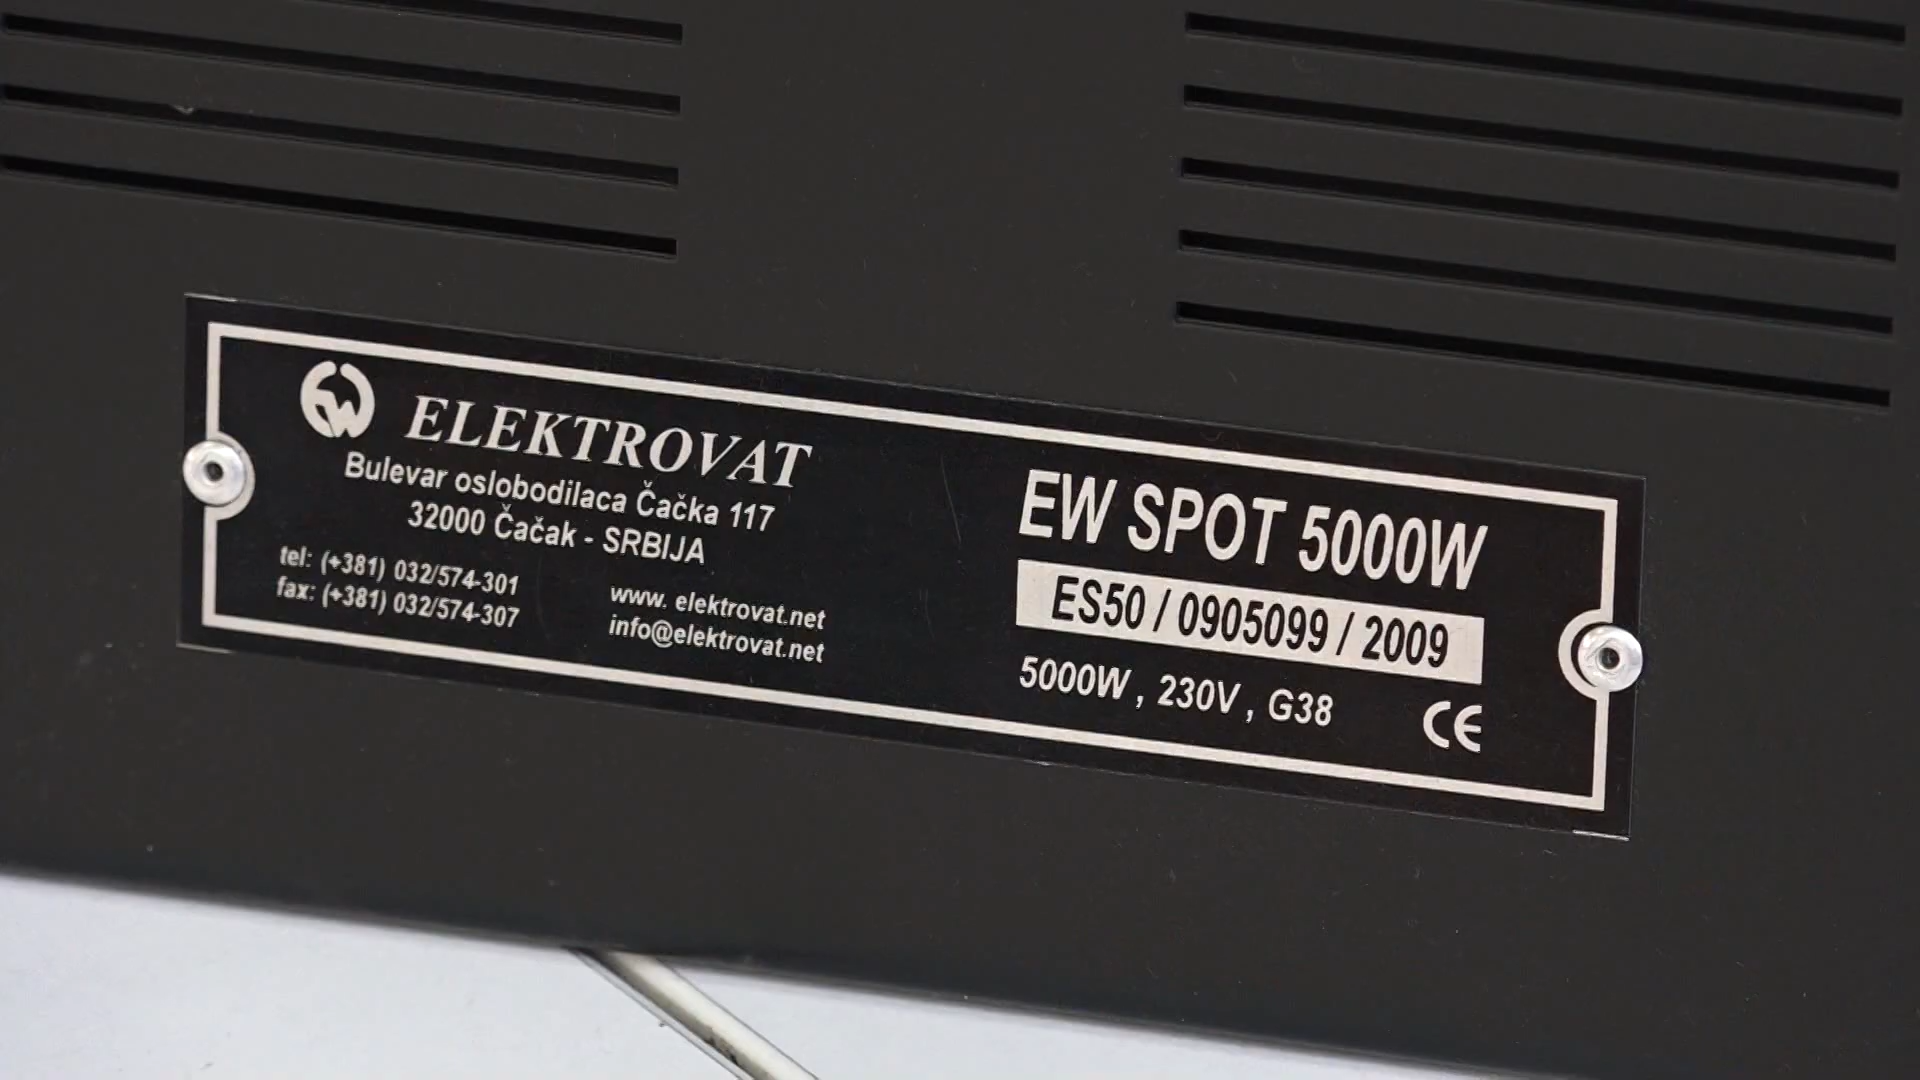 EW ELEKTROVAT
Bulevar oslobodilaca Čačka 117
32000 Čačak - SRBIJA
tel: (+381) 032/574-301
fax: (+381) 032/574-307
www. elektrovat.net
info@elektrovat.net
EW SPOT 5000W
ES50 / 0905099 / 2009
5000W , 230V , G38
CE